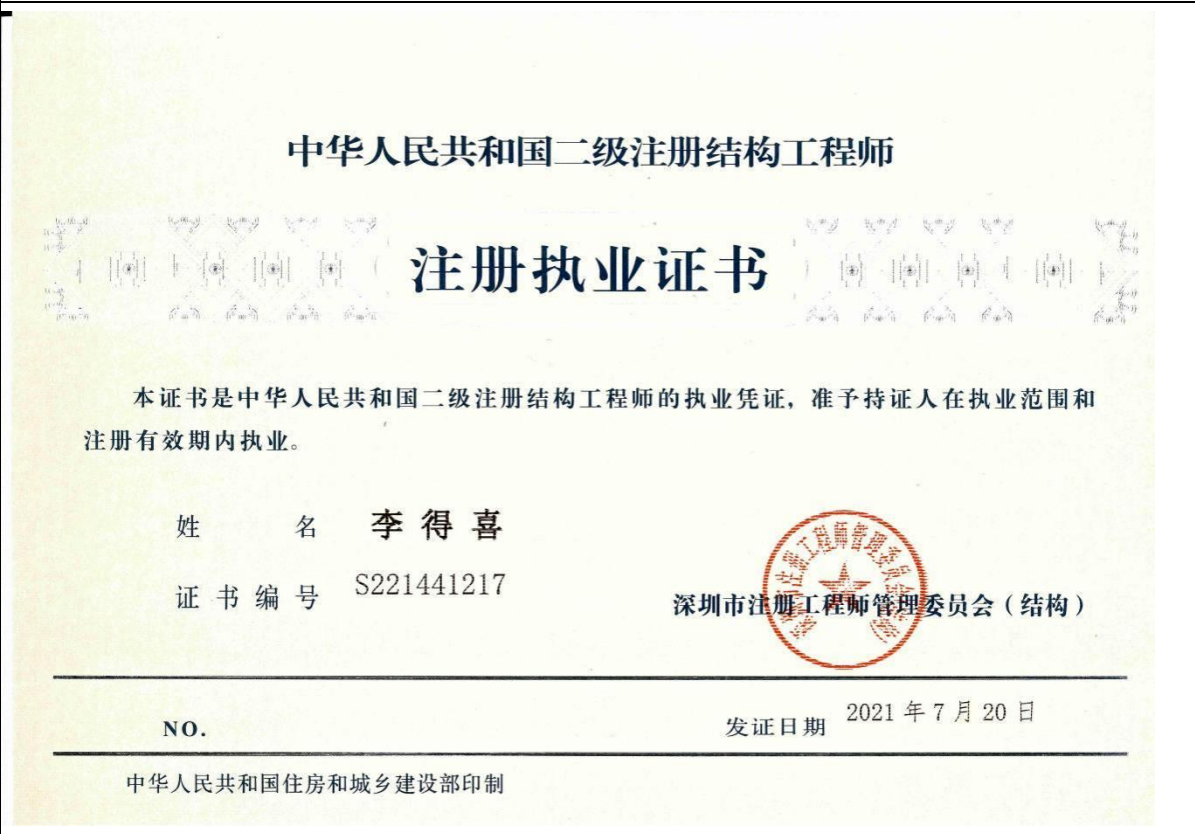 中华人民共和国二级注册结构工程师
注册执业证书
本证书是中华人民共和国二级注册结构工程师的执业凭证，准予持证人在执业范围和
注册有效期内执业。
姓 名 李得喜
证书编号 S221441217
深圳市注册工程师管理委员会（结构）
NO.
发证日期 2021年7月20日
中华人民共和国住房和城乡建设部印制